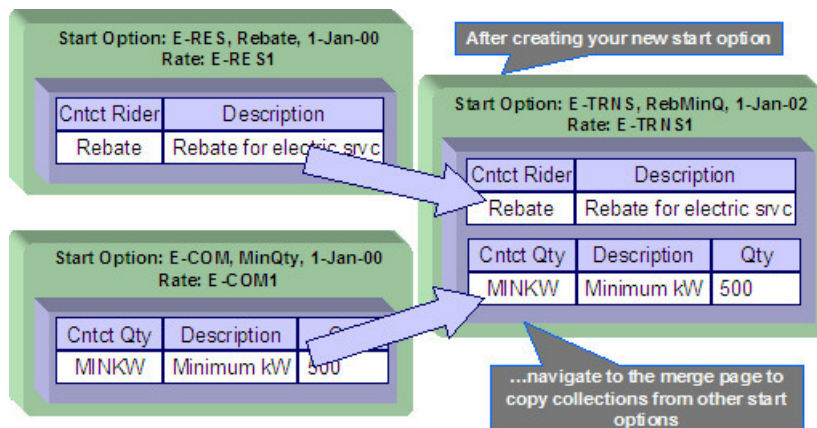 Start Option: E-RES, Rebate, 1-Jan-00
Rate: E-RES1
Cntct Rider Description
Rebate Rebate for electric srvc
Start Option: E-COM, MinQty, 1-Jan-00
Rate: E-COM1
Cntct Qty Description
MINKW Minimum kW 500
After creating your new start option
Start Option: E-TRNS, RebMinQ, 1-Jan-02
Rate: E-TRNS1
Cntct Rider Description
Rebate Rebate for electric srvc
Cntct Qty Description Qty
MINKW Minimum kW 500
...navigate to the merge page to
copy collections from other start
options